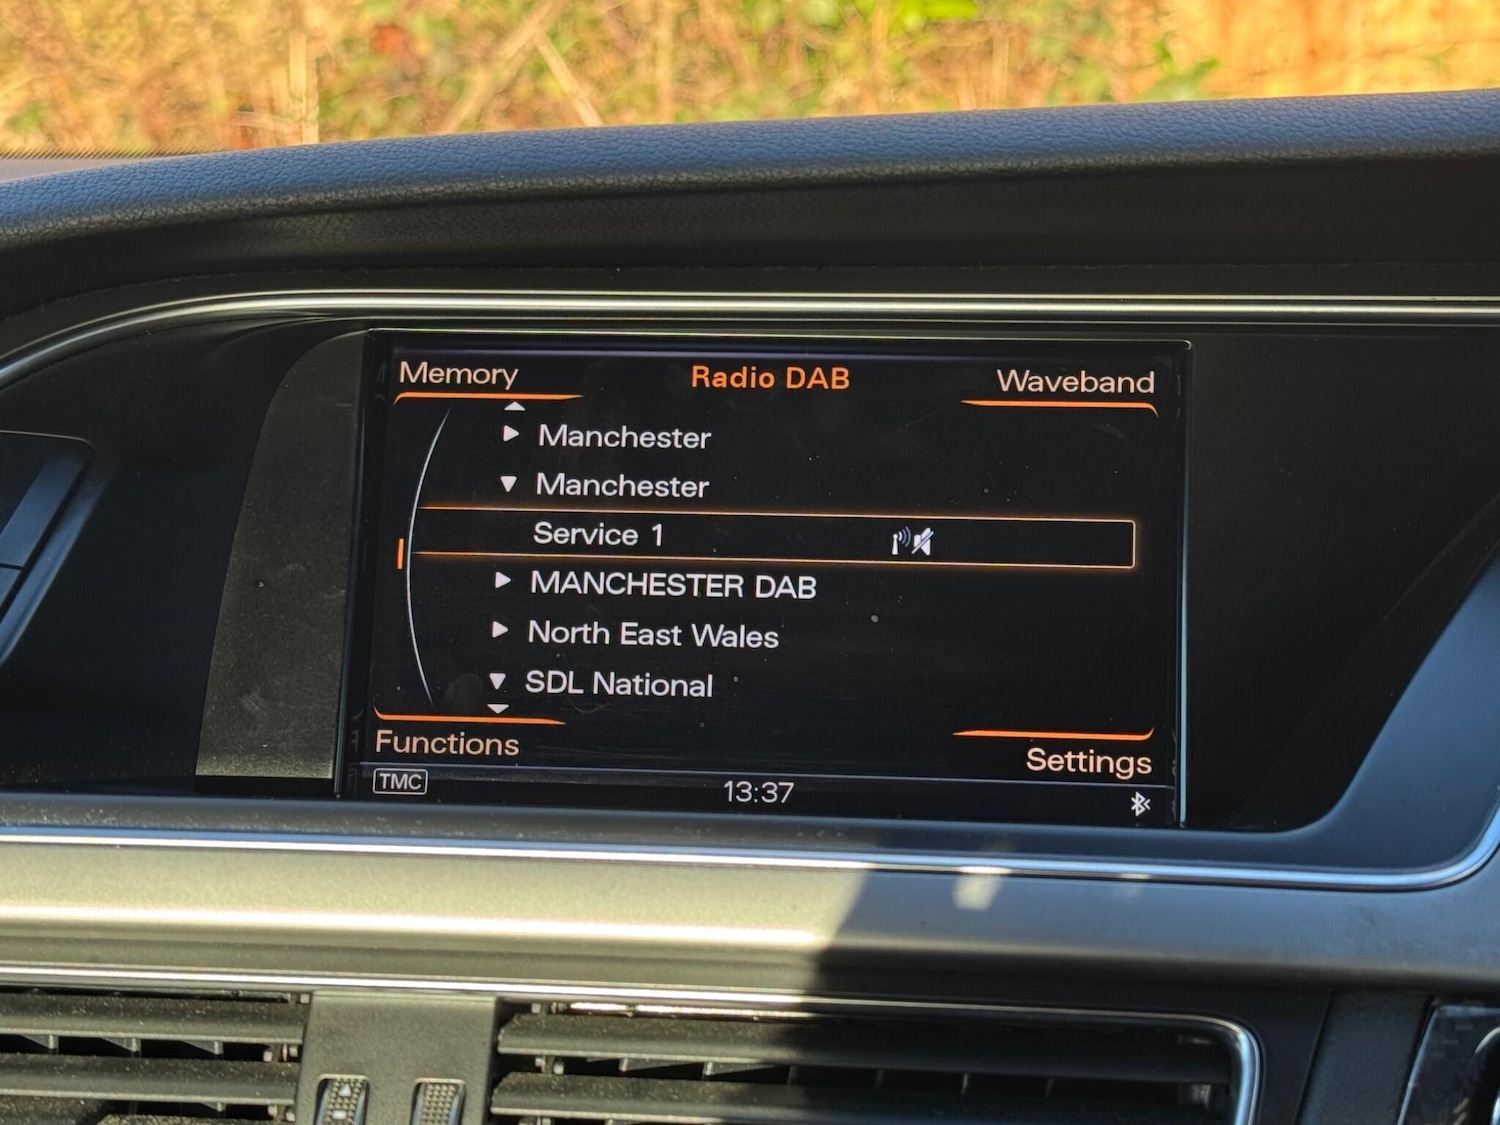 Memory
Radio DAB
Waveband
Manchester
Manchester
Service 1
MANCHESTER DAB
North East Wales
SDL National
Functions
Settings
TMC
13:37